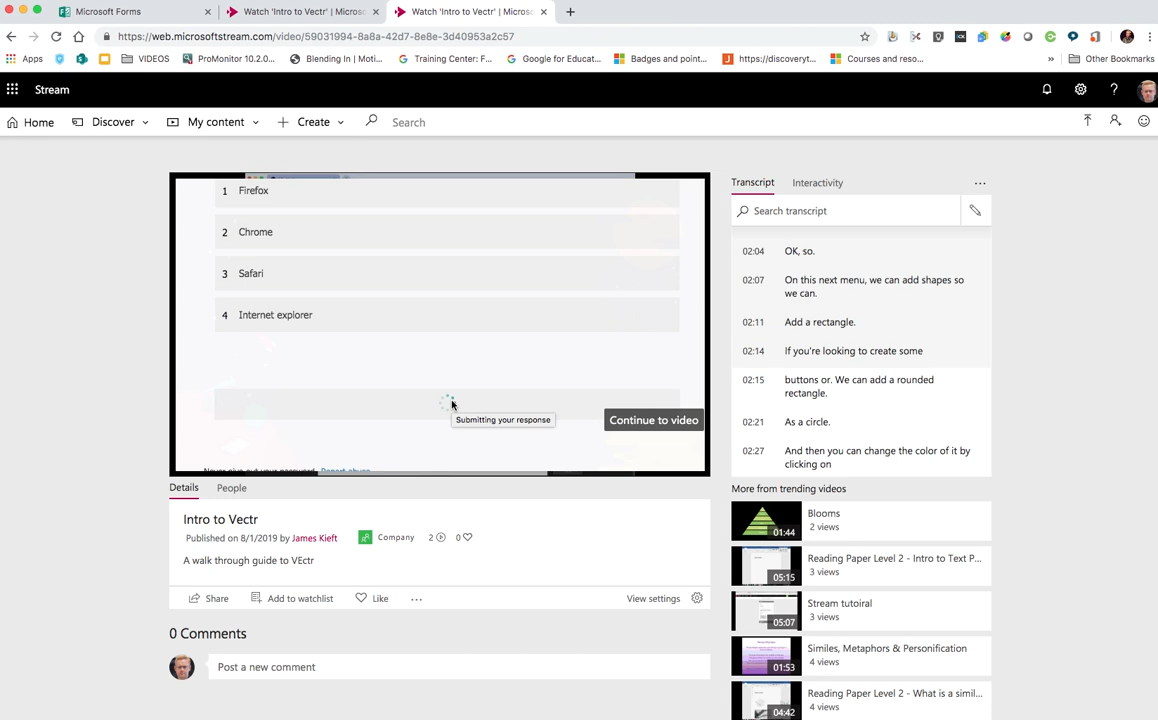 Microsoft Forms
Watch 'Intro to Vectr' | Microso
Watch 'Intro to Vectr' | Microso
https://web.microsoftstream.com/video/59031994-8a8a-42d7-8e8e-3d40953a2c57
Apps
VIDEOS
ProMonitor 10.2.0...
Blending In | Moti...
Training Center: F...
Google for Educat...
Badges and point...
https://discoveryt...
Courses and reso...
Other Bookmarks
Stream
Home
Discover
My content
Create
Search
1 Firefox
2 Chrome
3 Safari
4 Internet explorer
Submitting your response
Continue to video
Never give out your password. Report abuse
Transcript
Interactivity
Search transcript
02:04 OK, so.
02:07 On this next menu, we can add shapes so
we can.
02:11 Add a rectangle.
02:14 If you're looking to create some
02:15 buttons or. We can add a rounded
rectangle.
02:21 As a circle.
02:27 And then you can change the color of it by
clicking on
Details
People
Intro to Vectr
Published on 8/1/2019 by James Kieft
Company
2
0
A walk through guide to VEctr
Share
Add to watchlist
Like
View settings
0 Comments
Post a new comment
More from trending videos
Blooms
2 views
01:44
Reading Paper Level 2 - Intro to Text P...
3 views
05:15
Stream tutoiral
3 views
05:07
Similes, Metaphors & Personification
4 views
01:53
Reading Paper Level 2 - What is a simil...
4 views
04:42